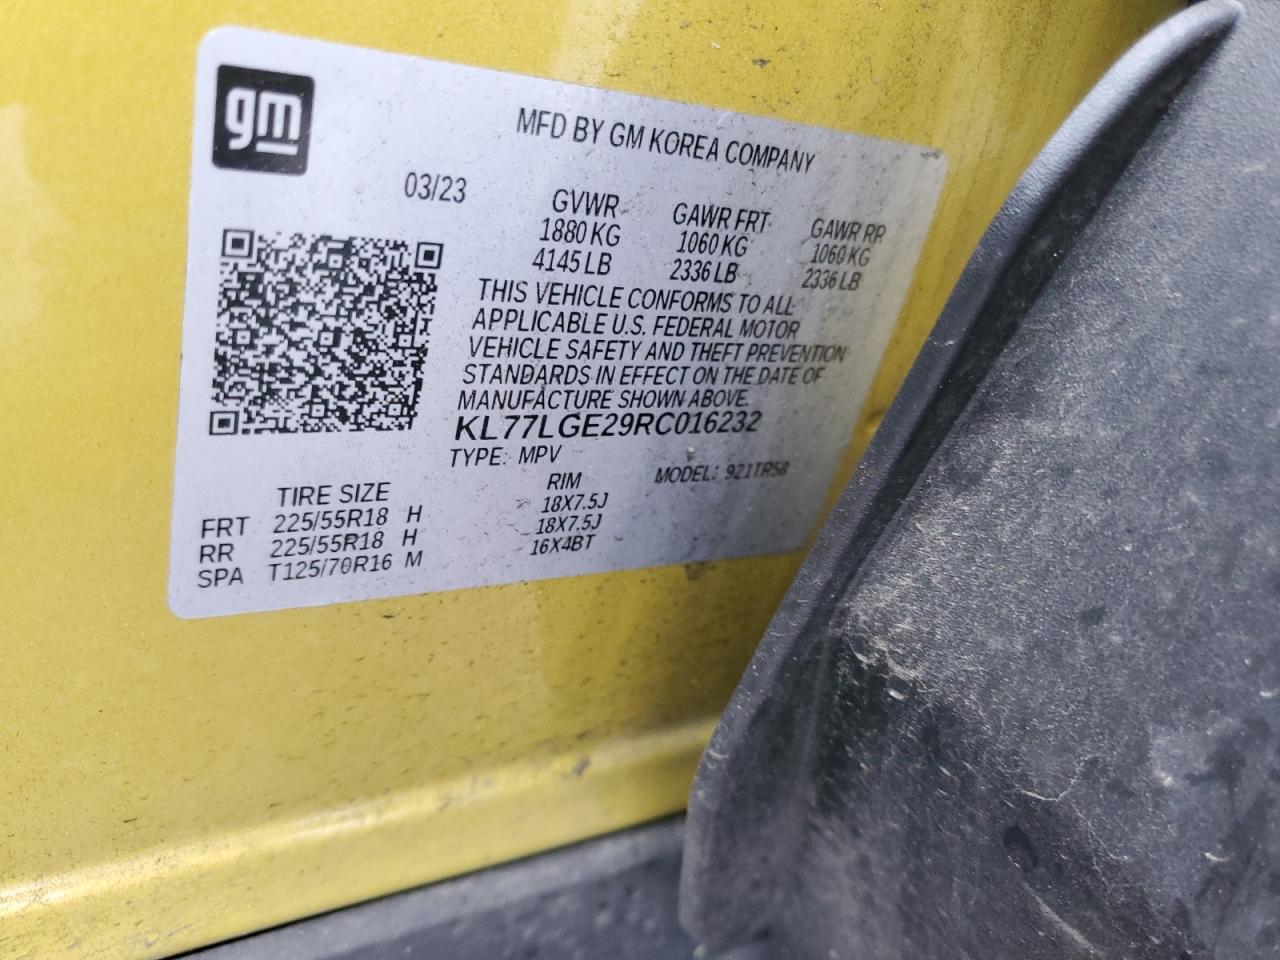 gm
MFD BY GM KOREA COMPANY
03/23
GVWR GAWR FRT GAWR RR
1880 KG 1060 KG 1060 KG
4145 LB 2336 LB 2336 LB
THIS VEHICLE CONFORMS TO ALL
APPLICABLE U.S. FEDERAL MOTOR
VEHICLE SAFETY AND THEFT PREVENTION
STANDARDS IN EFFECT ON THE DATE OF
MANUFACTURE SHOWN ABOVE.
KL77LGE29RC016232
TYPE: MPV MODEL: 921TR58
TIRE SIZE RIM
FRT 225/55R18 H 18X7.5J
RR 225/55R18 H 18X7.5J
SPA T125/70R16 M 16X4BT